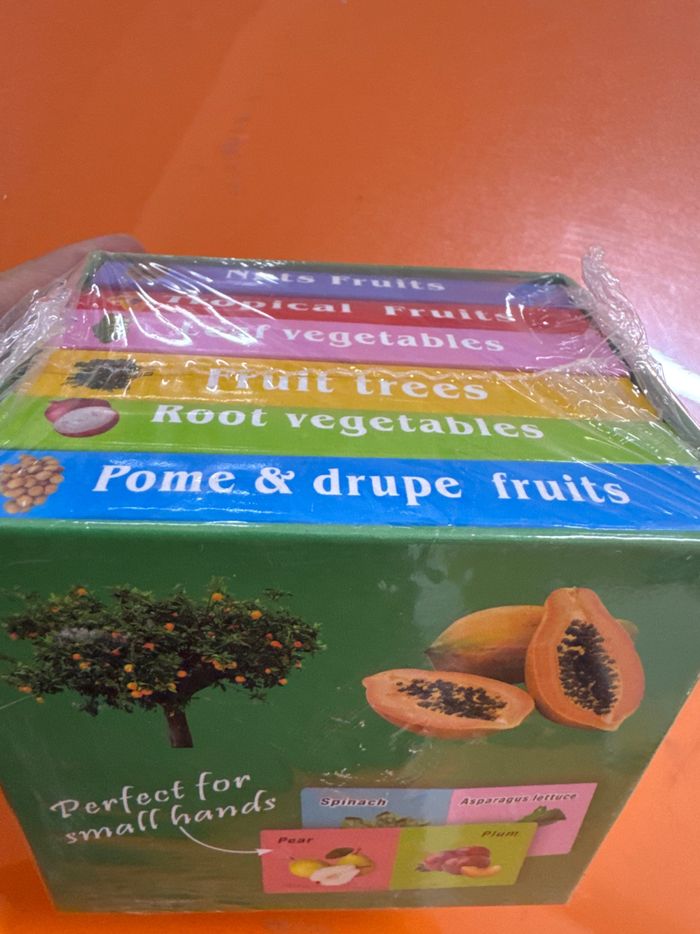 Nuts Fruits
Tropical Fruits
Leaf vegetables
Fruit trees
Root vegetables
Pome & drupe fruits
Perfect for
small hands
Spinach
Asparagus lettuce
Pear
Plum